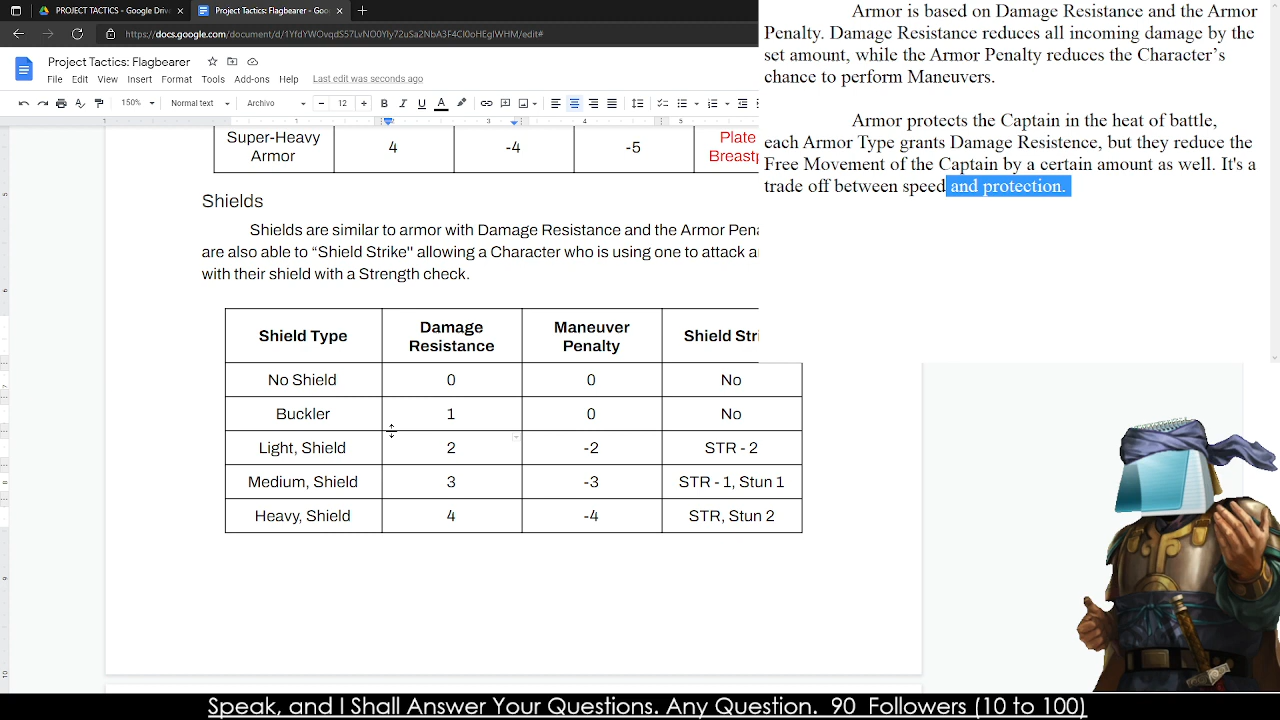 PROJECT TACTICS - Google Drive
Project Tactics: Flagbearer - Goo
https://docs.google.com/document/d/
Project Tactics: Flagbearer
File Edit View Insert Format Tools Add-ons Help Last edit was seconds ago
150% Normal text Archivo 12
Super-Heavy Armor 4 -4 -5 Plate
Breastp
Shields
Shields are similar to armor with Damage Resistance and the Armor Pena
are also able to “Shield Strike" allowing a Character who is using one to attack a
with their shield with a Strength check.
Shield Type Damage Resistance Maneuver Penalty Shield Stri
No Shield 0 0 No
Buckler 1 0 No
Light, Shield 2 -2 STR - 2
Medium, Shield 3 -3 STR - 1, Stun 1
Heavy, Shield 4 -4 STR, Stun 2
Armor is based on Damage Resistance and the Armor
Penalty. Damage Resistance reduces all incoming damage by the
set amount, while the Armor Penalty reduces the Character’s
chance to perform Maneuvers.
Armor protects the Captain in the heat of battle,
each Armor Type grants Damage Resistence, but they reduce the
Free Movement of the Captain by a certain amount as well. It's a
trade off between speed and protection.
Speak, and I Shall Answer Your Questions. Any Question. 90 Followers (10 to 100)